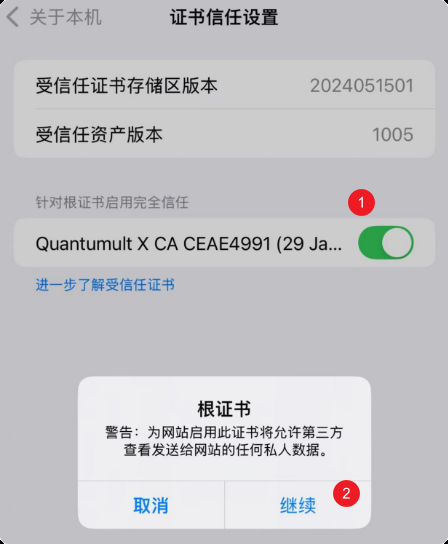 关于本机
证书信任设置
受信任证书存储区版本 2024051501
受信任资产版本 1005
针对根证书启用完全信任
1
Quantumult X CA CEAE4991 (29 Ja...
进一步了解受信任证书
根证书
警告：为网站启用此证书将允许第三方
查看发送给网站的任何私人数据。
取消 继续
2